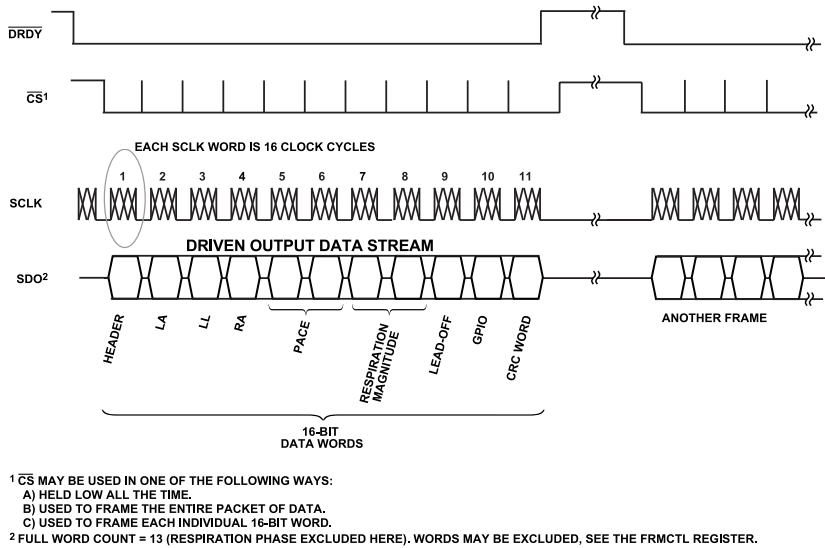 DRDY
CS1
EACH SCLK WORD IS 16 CLOCK CYCLES
SCLK
1 2 3 4 5 6 7 8 9 10 11
DRIVEN OUTPUT DATA STREAM
SDO2
HEADER
LA
LL
RA
PACE
RESPIRATION
MAGNITUDE
LEAD-OFF
GPIO
CRC WORD
ANOTHER FRAME
16-BIT
DATA WORDS
1 CS MAY BE USED IN ONE OF THE FOLLOWING WAYS:
A) HELD LOW ALL THE TIME.
B) USED TO FRAME THE ENTIRE PACKET OF DATA.
C) USED TO FRAME EACH INDIVIDUAL 16-BIT WORD.
2 FULL WORD COUNT = 13 (RESPIRATION PHASE EXCLUDED HERE). WORDS MAY BE EXCLUDED, SEE THE FRMCTL REGISTER.